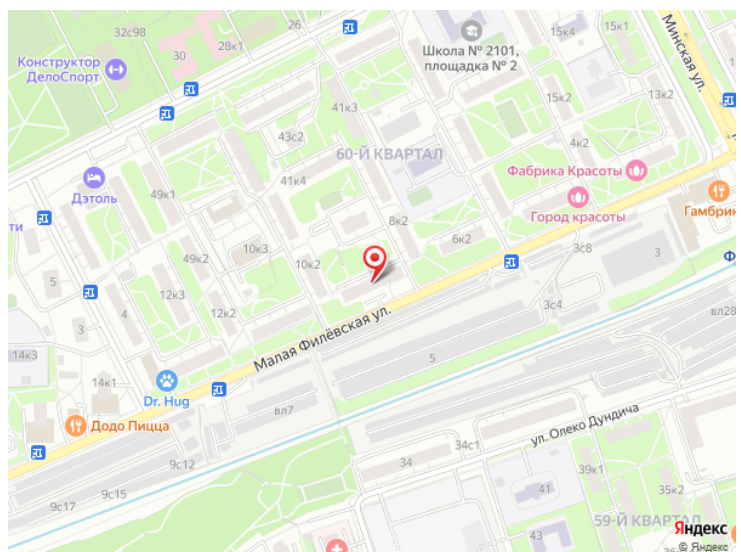 32с98
28к1
30
Конструктор
ДелоСпорт
Школа № 2101,
площадка № 2
15к4
15к1
Минская ул.
13к2
15к2
41к3
43с2
60-Й КВАРТАЛ
4к2
Фабрика Красоты
Дэтоль
49к1
41к4
Город красоты
Гамбрин
8к2
ти
6к2
10к3
49к2
10к2
3с8
3
Ф
5
12к3
4
3с4
вл28
3
Малая Филёвская ул.
14к3
5
14к1
Dr. Hug
вл7
Додо Пицца
ул. Олеко Дундича
34с1
9с12
34
39к1
9с17
9с15
41
35к2
59-Й КВАРТАЛ
Яндекс
43
© Яндекс